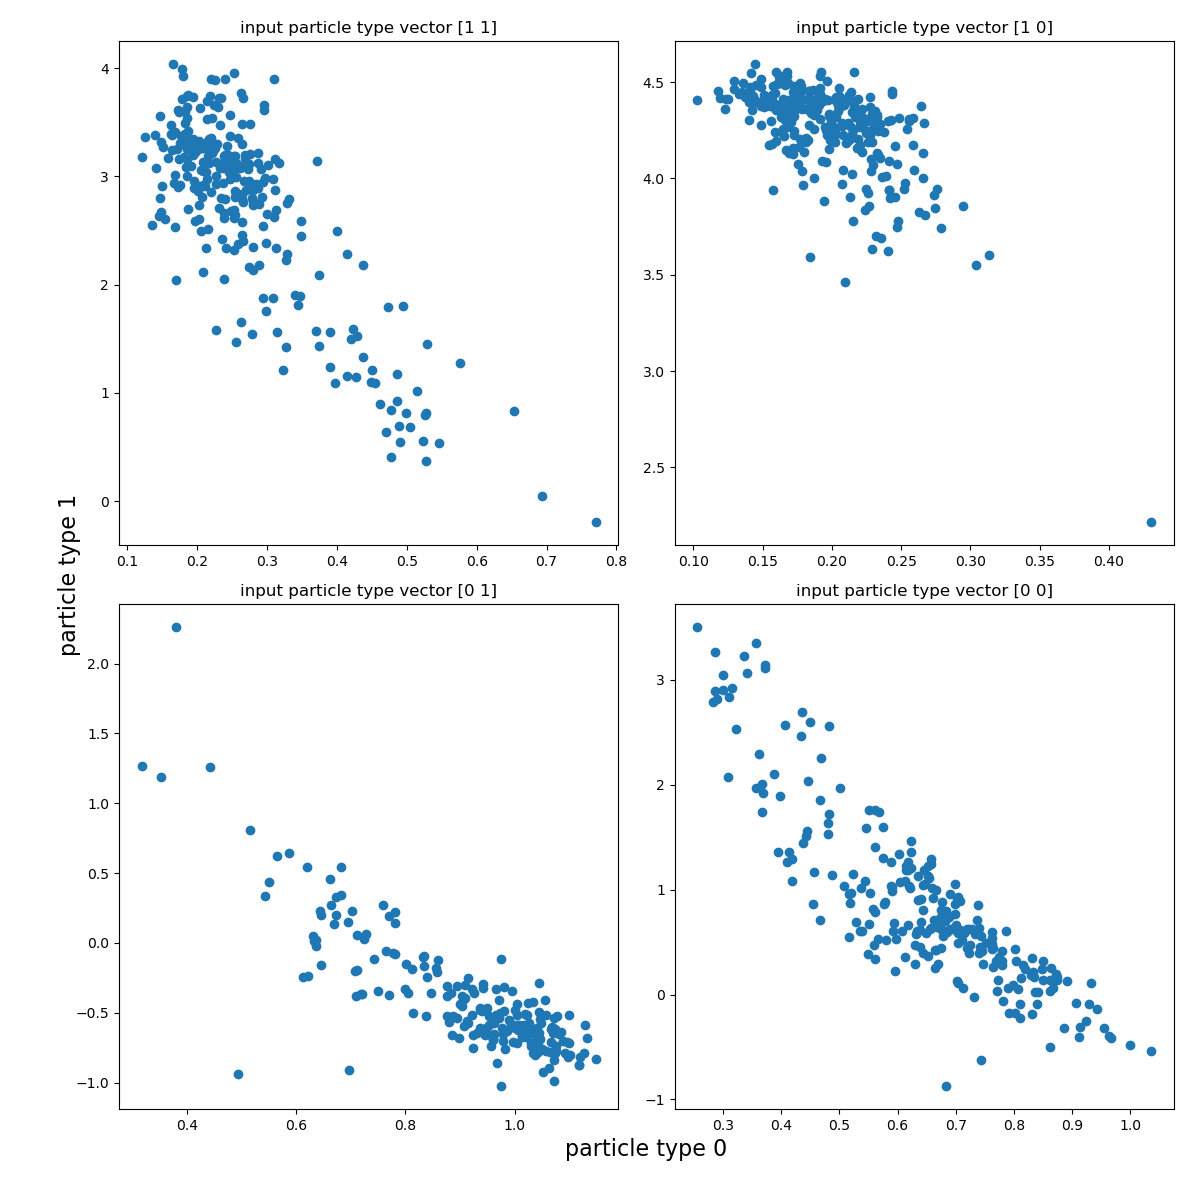 input particle type vector [1 1]
4
3
2
1
0
0.1 0.2 0.3 0.4 0.5 0.6 0.7 0.8
input particle type vector [1 0]
4.5
4.0
3.5
3.0
2.5
0.10 0.15 0.20 0.25 0.30 0.35 0.40
particle type 1
input particle type vector [0 1]
2.0
1.5
1.0
0.5
0.0
−0.5
−1.0
0.4 0.6 0.8 1.0
input particle type vector [0 0]
3
2
1
0
−1
0.3 0.4 0.5 0.6 0.7 0.8 0.9 1.0
particle type 0